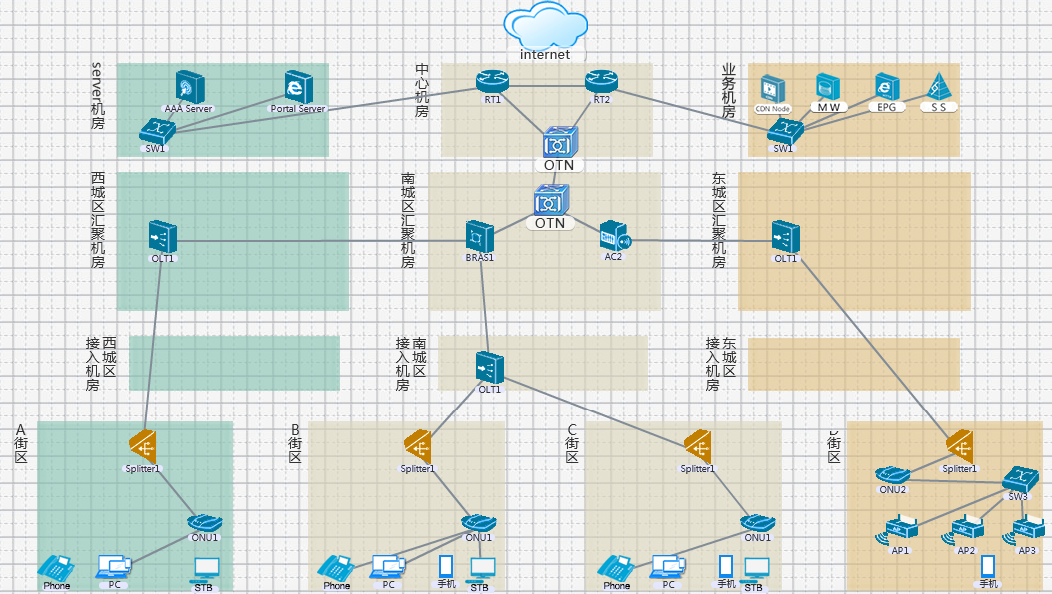 internet
server机房
AAA Server
Portal Server
SW1
中心机房
RT1
RT2
OTN
业务机房
CDN Node
MW
EPG
SS
SW1
西城区汇聚机房
OLT1
南城区汇聚机房
OTN
BRAS1
AC2
东城区汇聚机房
OLT1
西城区
接入机房
南城区
接入机房
OLT1
东城区
接入机房
A街区
Splitter1
ONU1
Phone
PC
STB
B街区
Splitter1
ONU1
Phone
PC
手机
STB
C街区
Splitter1
ONU1
Phone
PC
手机
STB
街区
Splitter1
ONU2
SW3
AP1
AP2
AP3
手机